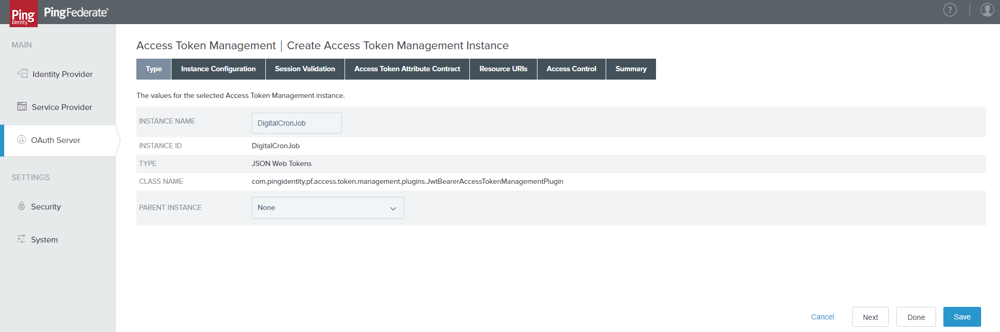 Ping
Identity.
PingFederate®
?
MAIN
Identity Provider
Service Provider
OAuth Server
SETTINGS
Security
System
Access Token Management | Create Access Token Management Instance
Type Instance Configuration Session Validation Access Token Attribute Contract Resource URIs Access Control Summary
The values for the selected Access Token Management instance.
INSTANCE NAME DigitalCronJob
INSTANCE ID DigitalCronJob
TYPE JSON Web Tokens
CLASS NAME com.pingidentity.pf.access.token.management.plugins.JwtBearerAccessTokenManagementPlugin
PARENT INSTANCE None
Cancel Next Done Save